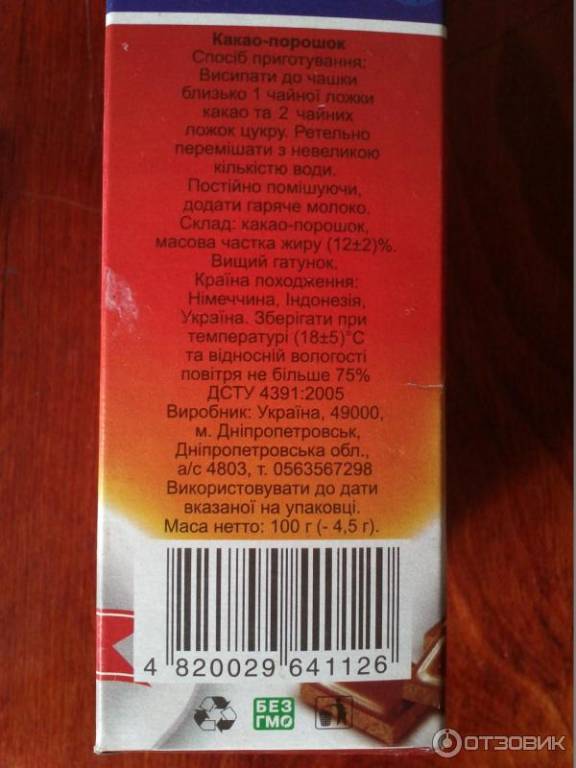 Какао-порошок
Спосіб приготування:
Висипати до чашки
близько 1 чайної ложки
какао та 2 чайних
ложок цукру. Ретельно
перемішати з невеликою
кількістю води.
Постійно помішуючи,
додати гаряче молоко.
Склад: какао-порошок,
масова частка жиру (12±2)%.
Вищий гатунок.
Країна походження:
Німеччина, Індонезія,
Україна. Зберігати при
температурі (18±5)°С
та відносній вологості
повітря не більше 75%
ДСТУ 4391:2005
Виробник: Україна, 49000,
м. Дніпропетровськ,
Дніпропетровська обл.,
а/с 4803, т. 0563567298
Використовувати до дати
вказаної на упаковці.
Маса нетто: 100 г (- 4,5 г).
4 820029 641126
БЕЗ
ГМО
ОТЗОВИК